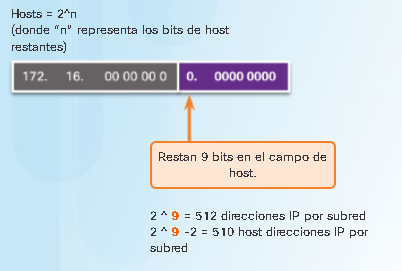 Hosts = 2^n
(donde "n" representa los bits de host
restantes)
172. 16. 00 00 00 0 0. 0000 0000
Restan 9 bits en el campo de
host.
2 ^ 9 = 512 direcciones IP por subred
2 ^ 9 -2 = 510 host direcciones IP por
subred